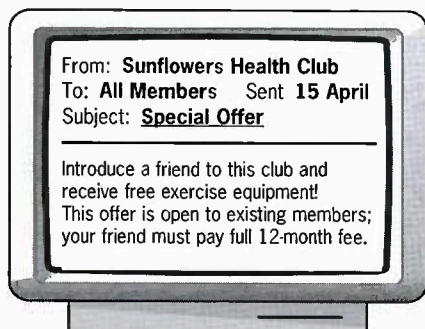 From: Sunflowers Health Club
To: All Members Sent 15 April
Subject: Special Offer
Introduce a friend to this club and
receive free exercise equipment!
This offer is open to existing members;
your friend must pay full 12-month fee.